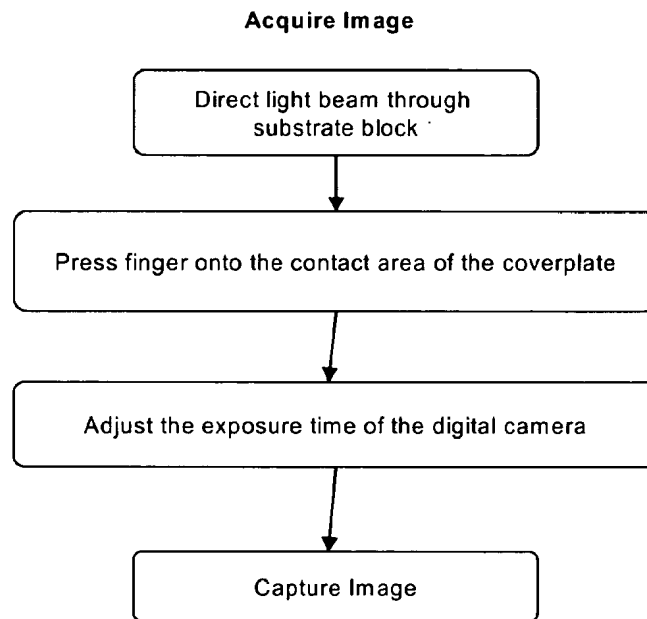 Acquire Image
Direct light beam through
substrate block
Press finger onto the contact area of the coverplate
Adjust the exposure time of the digital camera
Capture Image